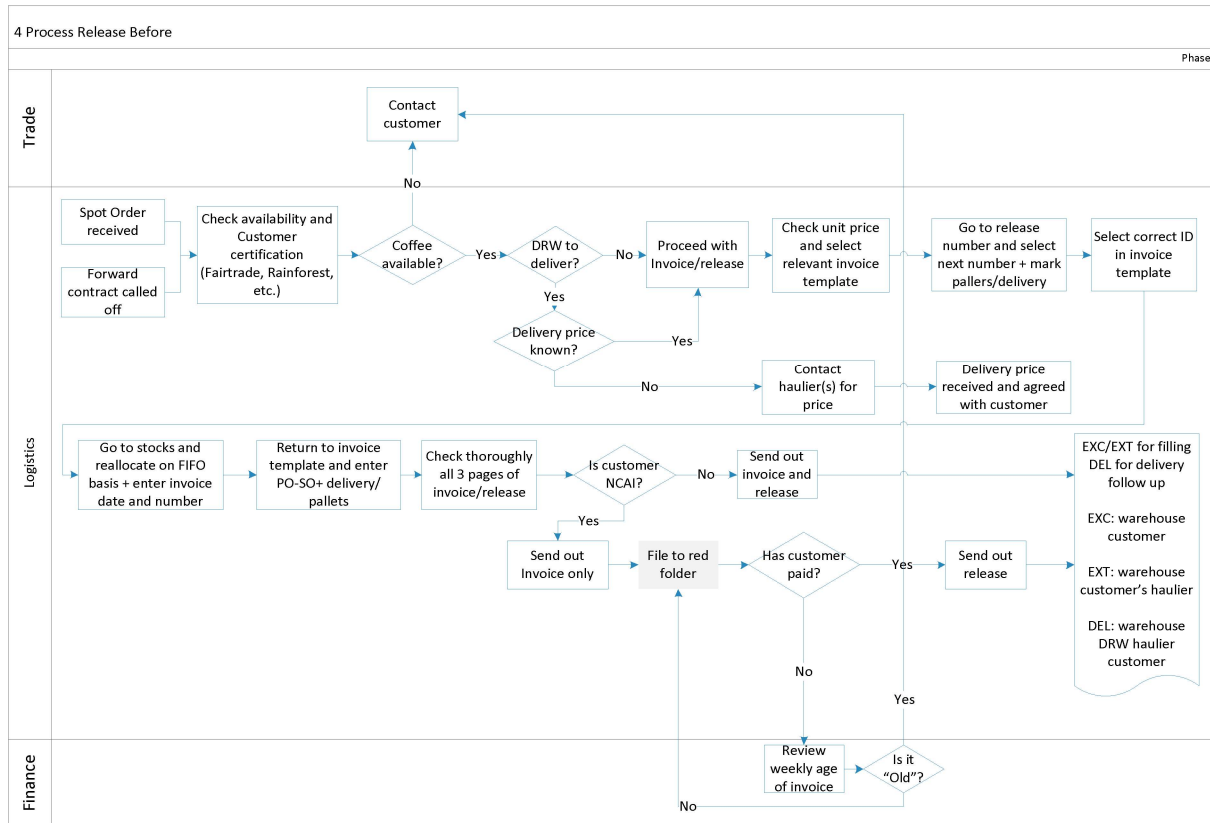 4 Process Release Before
Phase
Trade
Contact
customer
No
Logistics
Spot Order
received
Forward
contract called
off
Check availability and
Customer
certification
(Fairtrade, Rainforest,
etc.)
Coffee
available?
Yes
DRW to
deliver?
No
Proceed with
Invoice/release
Check unit price
and select
relevant invoice
template
Go to release
number and select
next number + mark
pallers/delivery
Select correct ID
in invoice
template
Yes
Delivery price
known?
Yes
No
Contact
haulier(s) for
price
Delivery price
received and agreed
with customer
Go to stocks and
reallocate on FIFO
basis + enter invoice
date and number
Return to invoice
template and enter
PO-SO+ delivery/
pallets
Check thoroughly
all 3 pages of
invoice/release
Is customer
NCAI?
No
Send out
invoice and
release
EXC/EXT for filling
DEL for delivery
follow up
EXC: warehouse
customer
EXT: warehouse
customer’s haulier
DEL: warehouse
DRW haulier
customer
Yes
Send out
Invoice only
File to red
folder
Has customer
paid?
Yes
Send out
release
No
Yes
Finance
Review
weekly age
of invoice
Is it
“Old”?
No